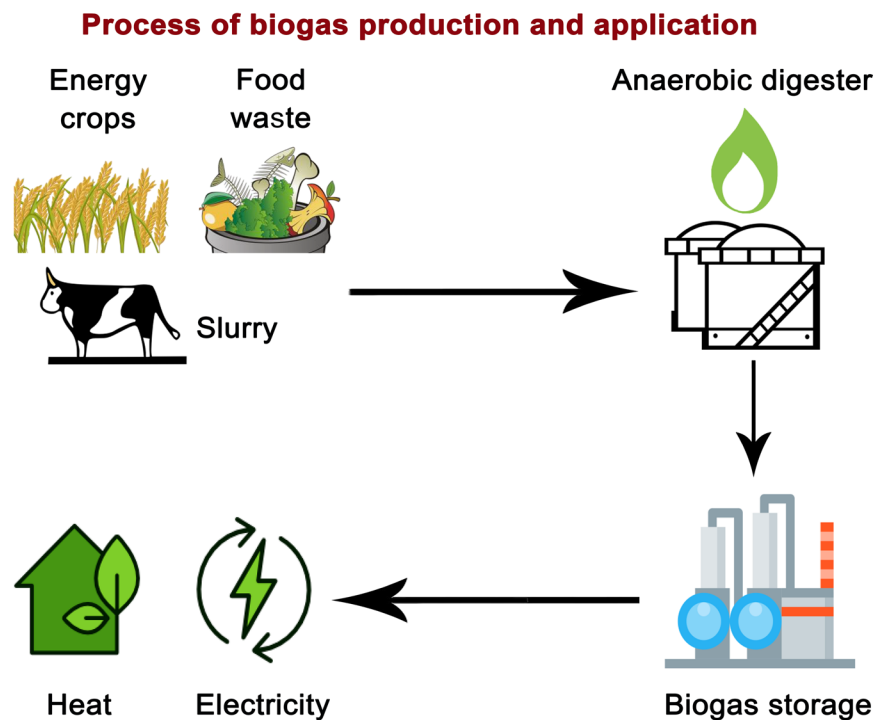 Process of biogas production and application
Energy
crops
Food
waste
Anaerobic digester
Slurry
Heat
Electricity
Biogas storage